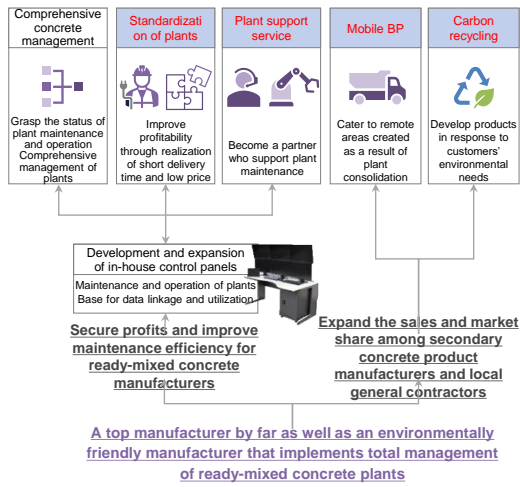 Comprehensive
concrete
management
Grasp the status of
plant maintenance
and operation
Comprehensive
management of
plants
Standardizati
on of plants
Improve
profitability
through realization
of short delivery
time and low price
Plant support
service
Become a partner
who support plant
maintenance
Mobile BP
Cater to remote
areas created
as a result of
plant
consolidation
Carbon
recycling
Develop products
in response to
customers'
environmental
needs
Development and expansion
of in-house control panels
Maintenance and operation of plants
Base for data linkage and utilization
Secure profits and improve
maintenance efficiency for
ready-mixed concrete
manufacturers
Expand the sales and market
share among secondary
concrete product
manufacturers and local
general contractors
A top manufacturer by far as well as an environmentally
friendly manufacturer that implements total management
of ready-mixed concrete plants